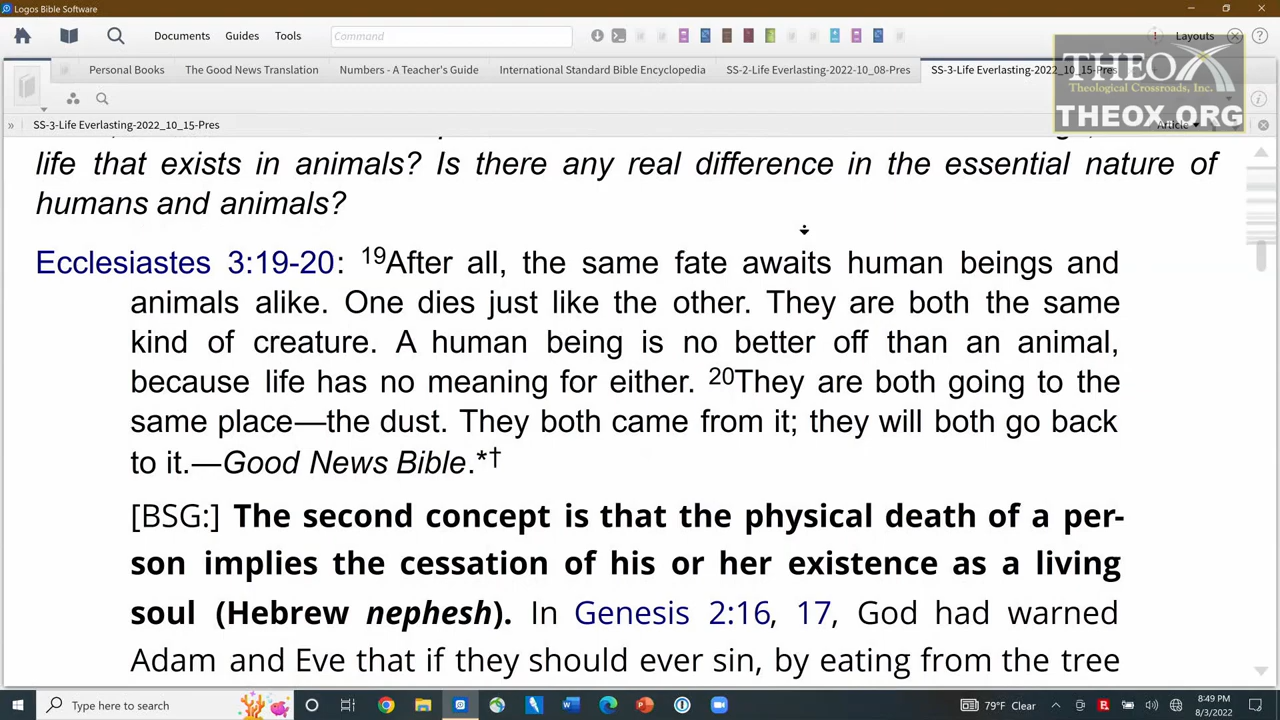 Logos Bible Software
Documents Guides Tools Command Layouts
Personal Books The Good News Translation International Standard Bible Encyclopedia SS-2-Life Everlasting-2022-10_08-Pres SS-3-Life Everlasting-2022_10_15-Pres
THEOX
Theological Crossroads, Inc.
THEOX.ORG
SS-3-Life Everlasting-2022_10_15-Pres Article
life that exists in animals? Is there any real difference in the essential nature of
humans and animals?
Ecclesiastes 3:19-20: 19After all, the same fate awaits human beings and
animals alike. One dies just like the other. They are both the same
kind of creature. A human being is no better off than an animal,
because life has no meaning for either. 20They are both going to the
same place—the dust. They both came from it; they will both go back
to it.—Good News Bible.*†
[BSG:] The second concept is that the physical death of a per-
son implies the cessation of his or her existence as a living
soul (Hebrew nephesh). In Genesis 2:16, 17, God had warned
Adam and Eve that if they should ever sin, by eating from the tree
Type here to search
79°F Clear
8:49 PM
8/3/2022